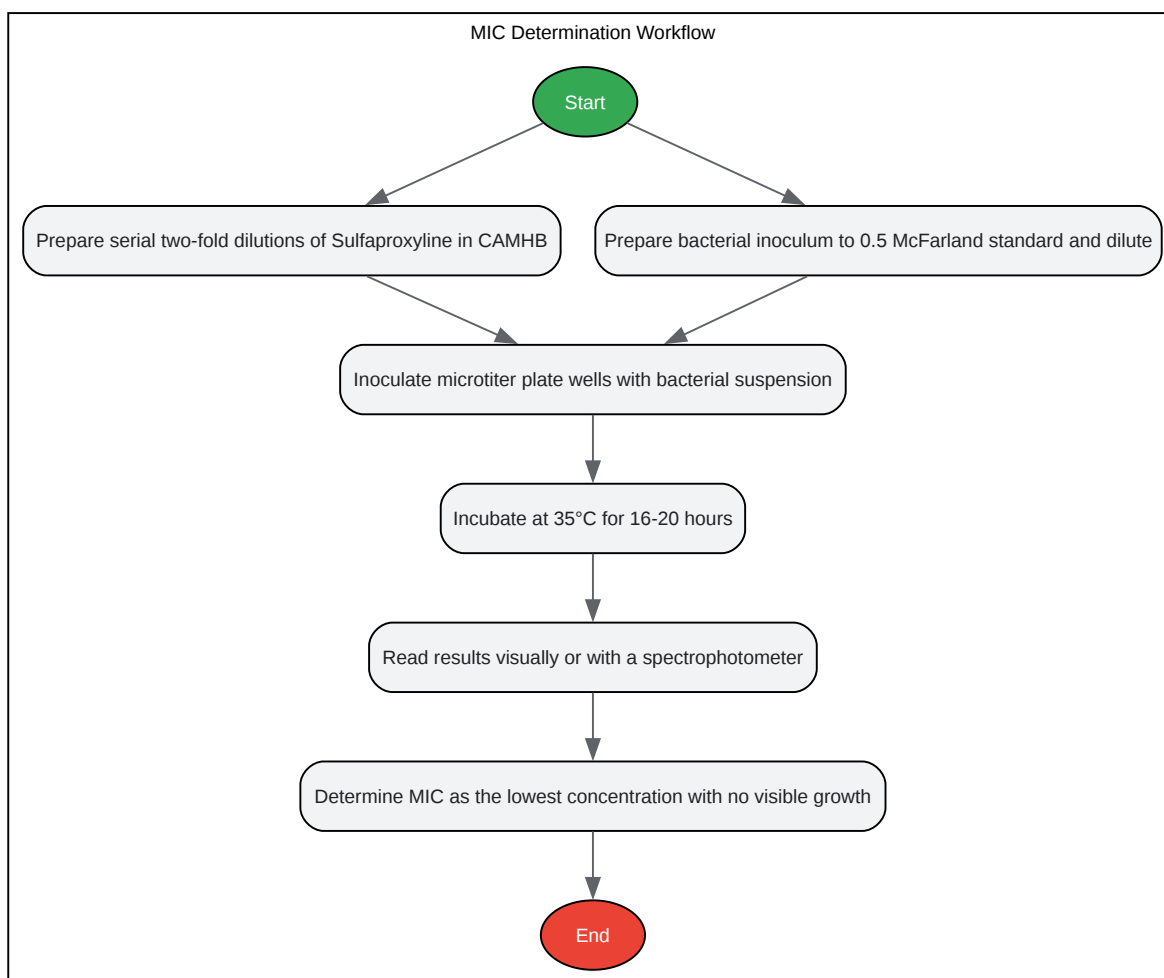 MIC Determination Workflow
Start
Prepare serial two-fold dilutions of Sulfaproxyline in CAMHB
Prepare bacterial inoculum to 0.5 McFarland standard and dilute
Inoculate microtiter plate wells with bacterial suspension
Incubate at 35°C for 16-20 hours
Read results visually or with a spectrophotometer
Determine MIC as the lowest concentration with no visible growth
End